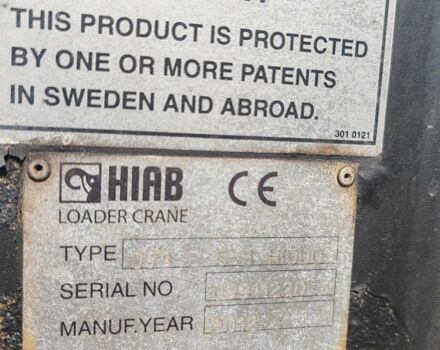 THIS PRODUCT IS PROTECTED
BY ONE OR MORE PATENTS
IN SWEDEN AND ABROAD.
301 0121
HIAB CE
LOADER CRANE
TYPE
SERIAL NO
MANUF.YEAR